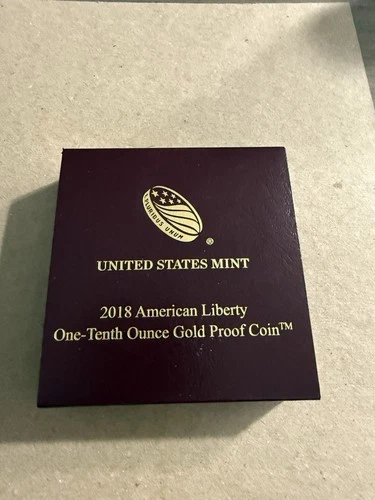 PLURIBUS UNUM
®
UNITED STATES MINT
2018 American Liberty
One-Tenth Ounce Gold Proof Coin™